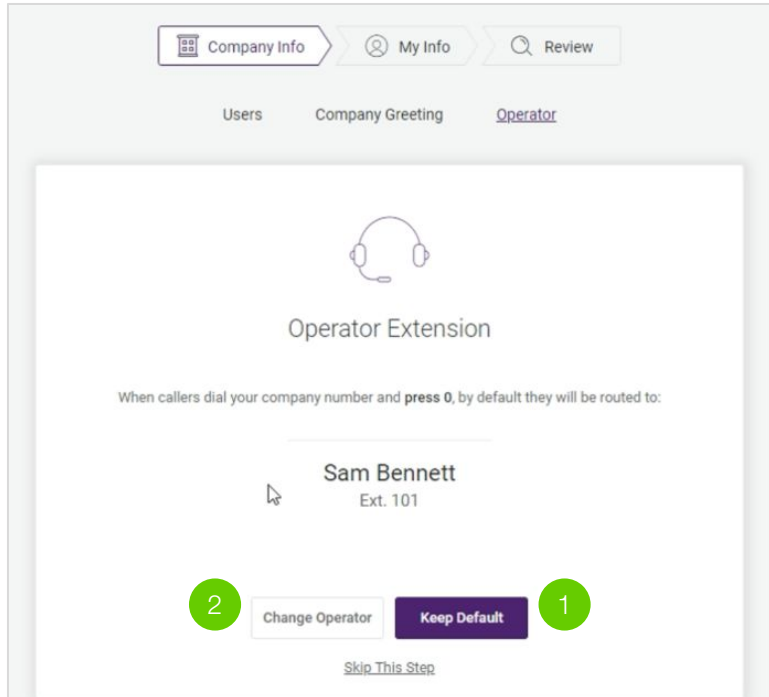 Company Info My Info Review
Users Company Greeting Operator
Operator Extension
When callers dial your company number and press 0, by default they will be routed to:
Sam Bennett
Ext. 101
2 Change Operator Keep Default 1
Skip This Step